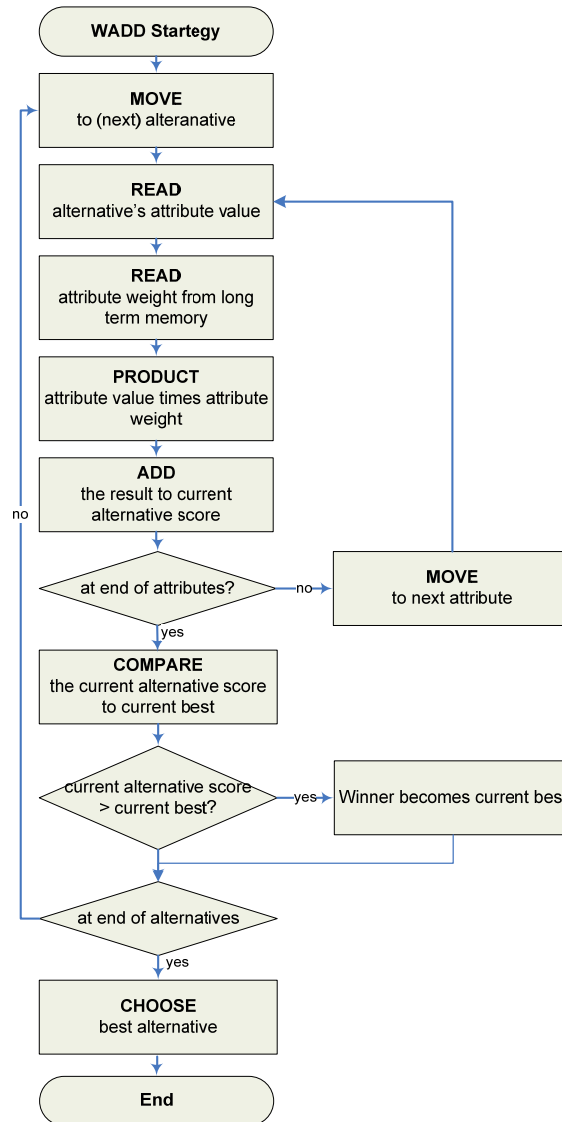 WADD Startegy
MOVE
to (next) alteranative
READ
alternative's attribute value
READ
attribute weight from long
term memory
PRODUCT
attribute value times attribute
weight
ADD
the result to current
alternative score
no
at end of attributes?
no
MOVE
to next attribute
yes
COMPARE
the current alternative score
to current best
current alternative score
> current best?
yes
Winner becomes current bes
at end of alternatives
yes
CHOOSE
best alternative
End